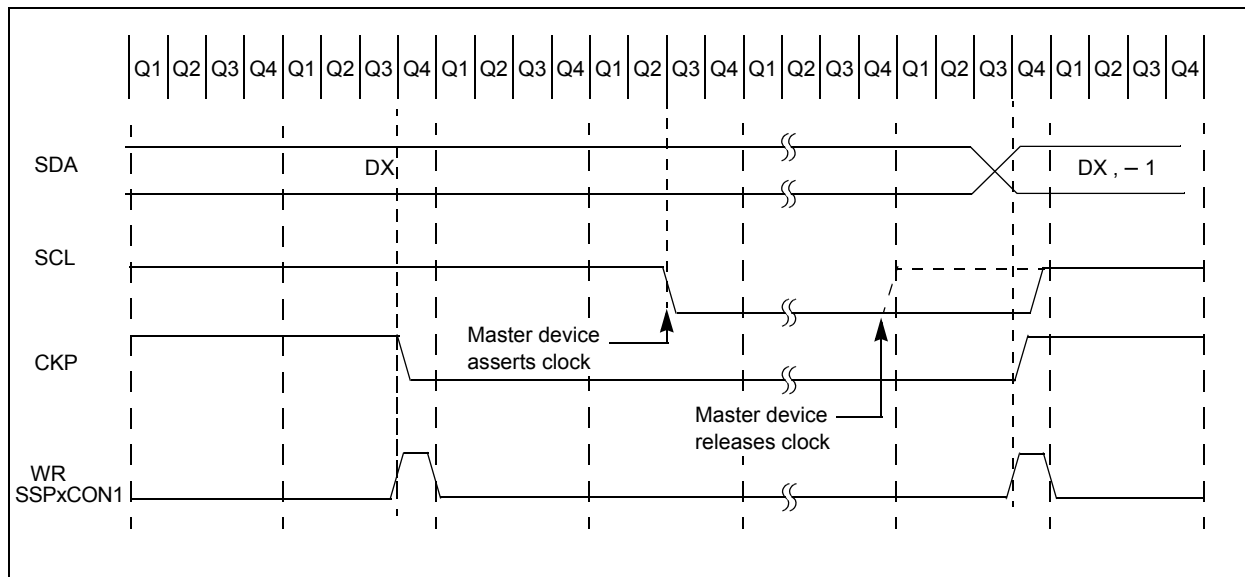 Q1 Q2 Q3 Q4 Q1 Q2 Q3 Q4 Q1 Q2 Q3 Q4 Q1 Q2 Q3 Q4 Q1 Q2 Q3 Q4 Q1 Q2 Q3 Q4 Q1 Q2 Q3 Q4
SDA
DX
DX , – 1
SCL
Master device
asserts clock
CKP
Master device
releases clock
WR
SSPxCON1